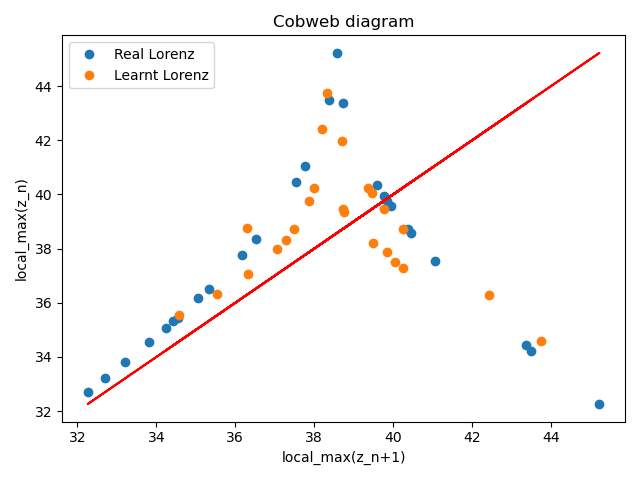 Cobweb diagram
Real Lorenz
Learnt Lorenz
local_max(z_n)
44
42
40
38
36
34
32
32 34 36 38 40 42 44
local_max(z_n+1)